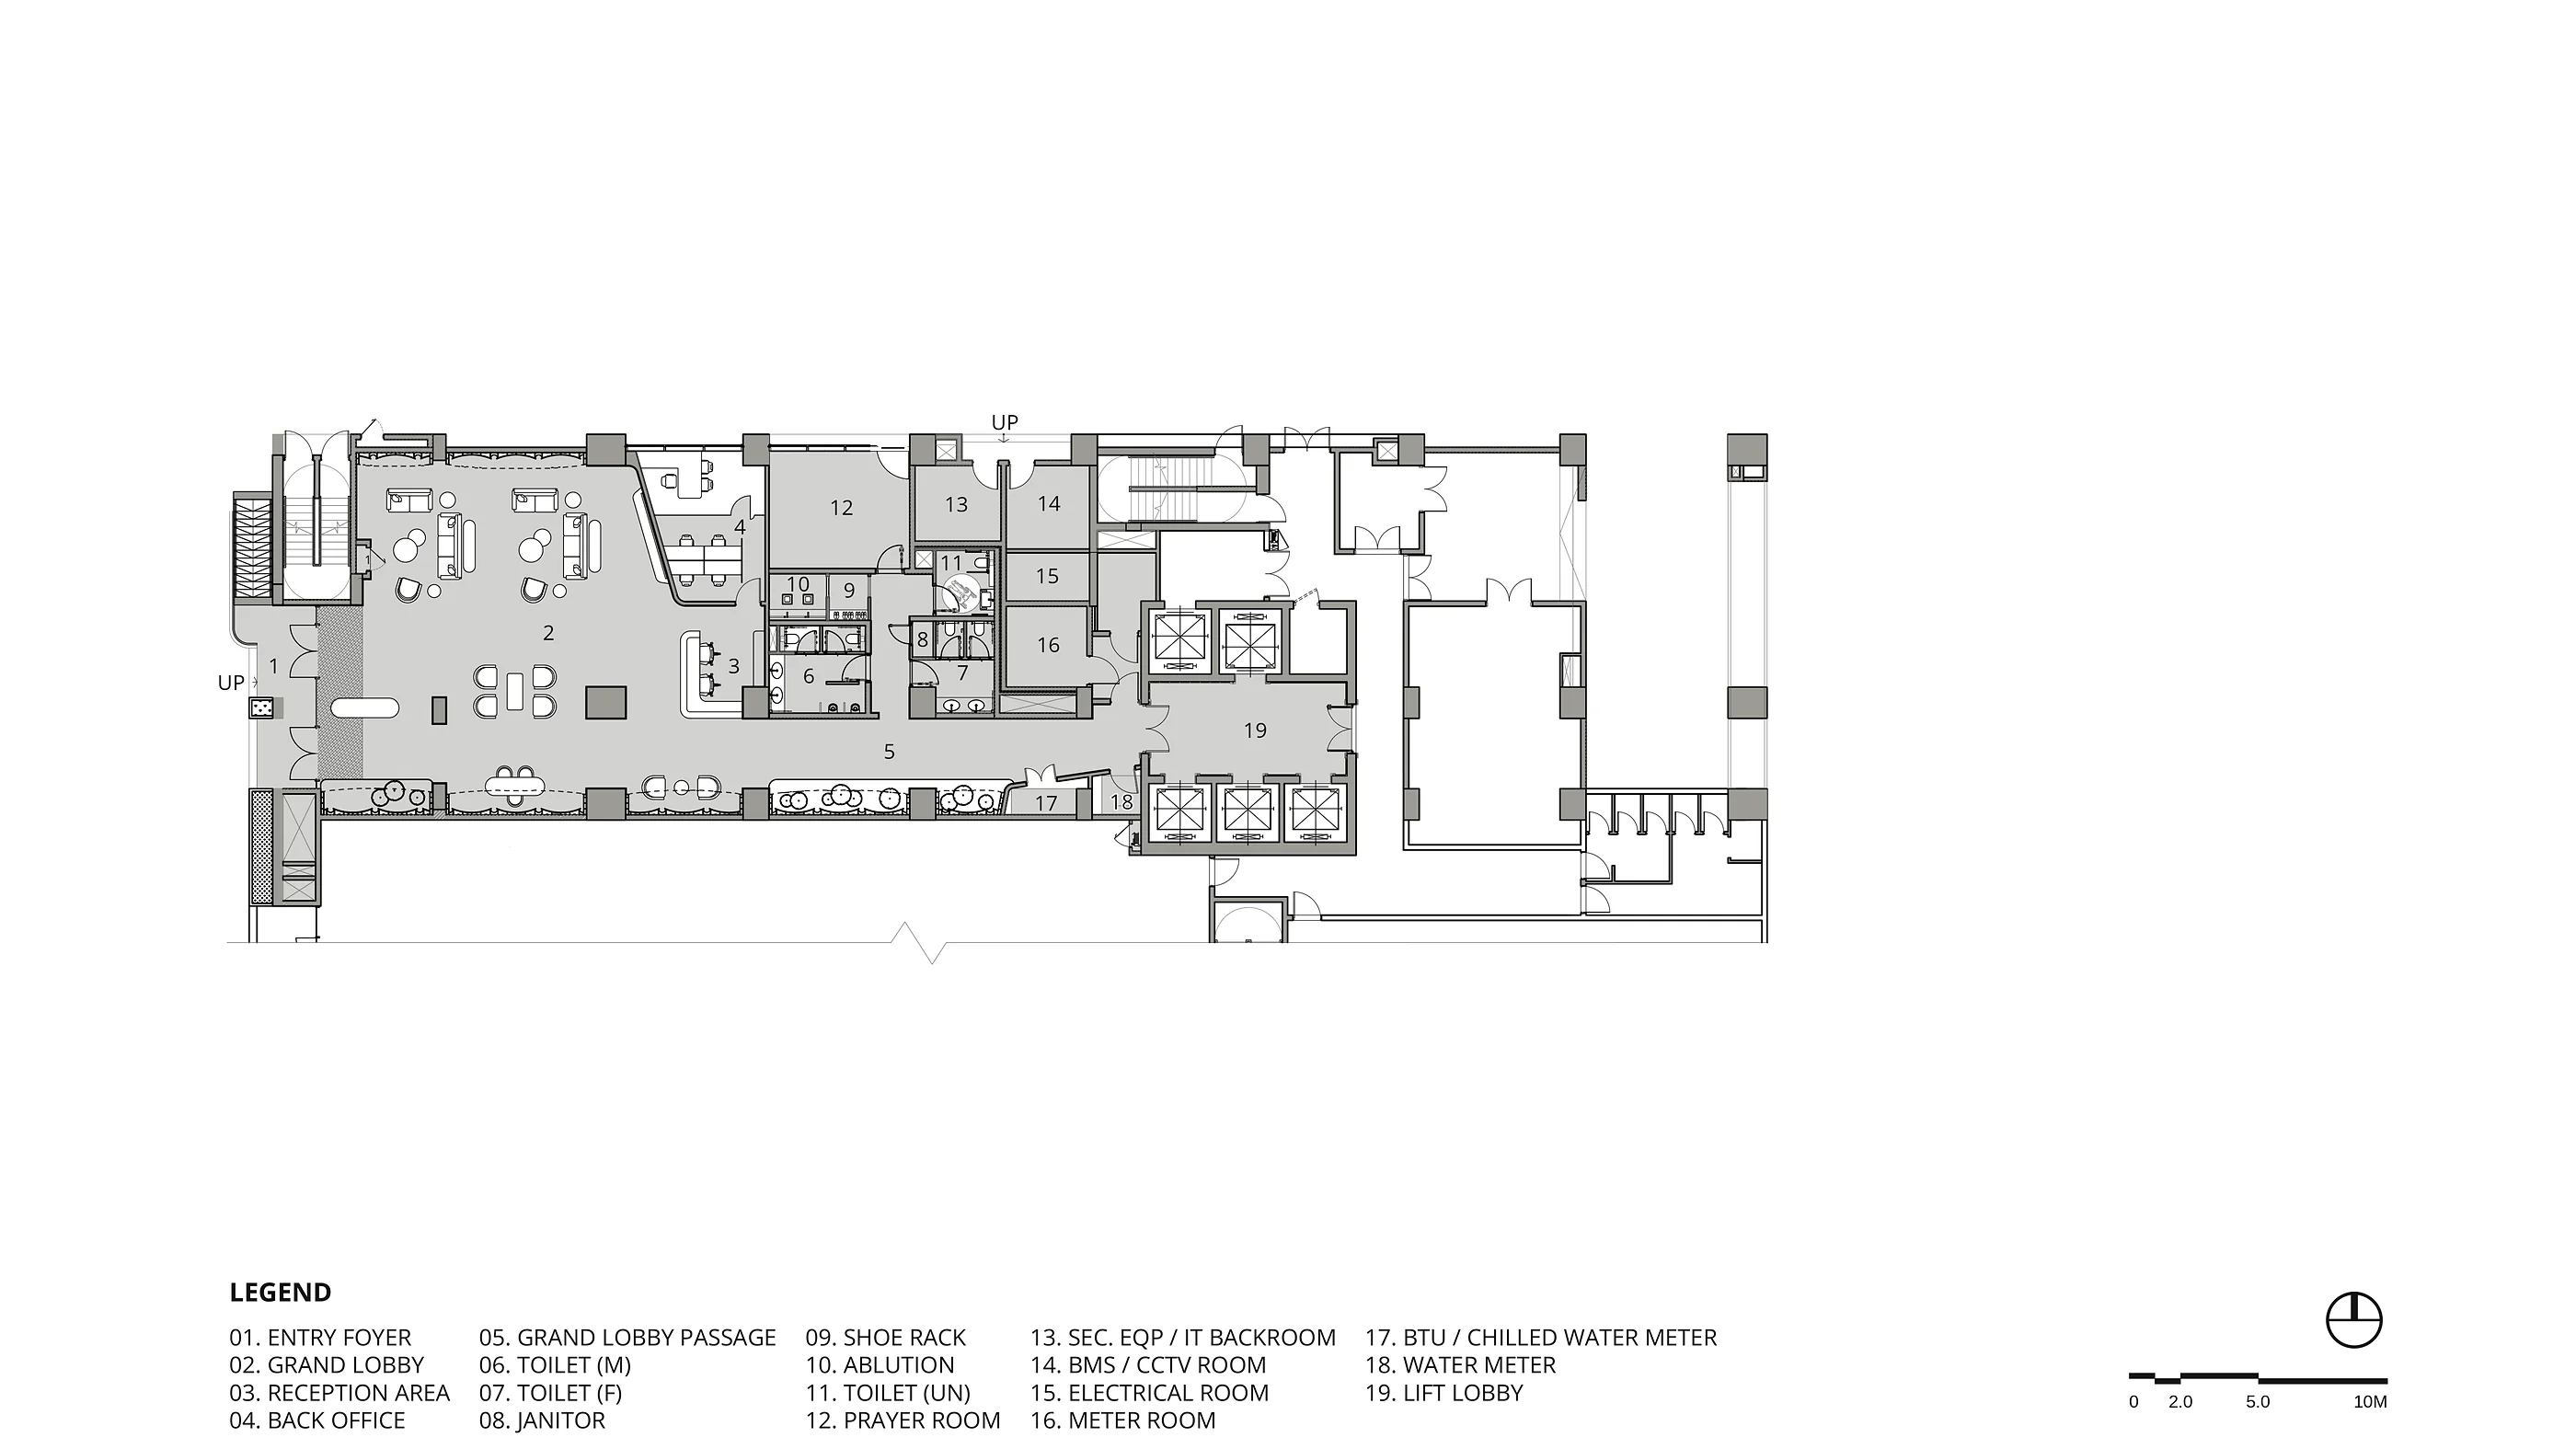 UP
12
13
14
4
1
11
15
10
9
2
8
16
1
3
6
7
UP
19
5
17
18
LEGEND
01. ENTRY FOYER
02. GRAND LOBBY
03. RECEPTION AREA
04. BACK OFFICE
05. GRAND LOBBY PASSAGE
06. TOILET (M)
07. TOILET (F)
08. JANITOR
09. SHOE RACK
10. ABLUTION
11. TOILET (UN)
12. PRAYER ROOM
13. SEC. EQP / IT BACKROOM
14. BMS / CCTV ROOM
15. ELECTRICAL ROOM
16. METER ROOM
17. BTU / CHILLED WATER METER
18. WATER METER
19. LIFT LOBBY
0 2.0 5.0 10M